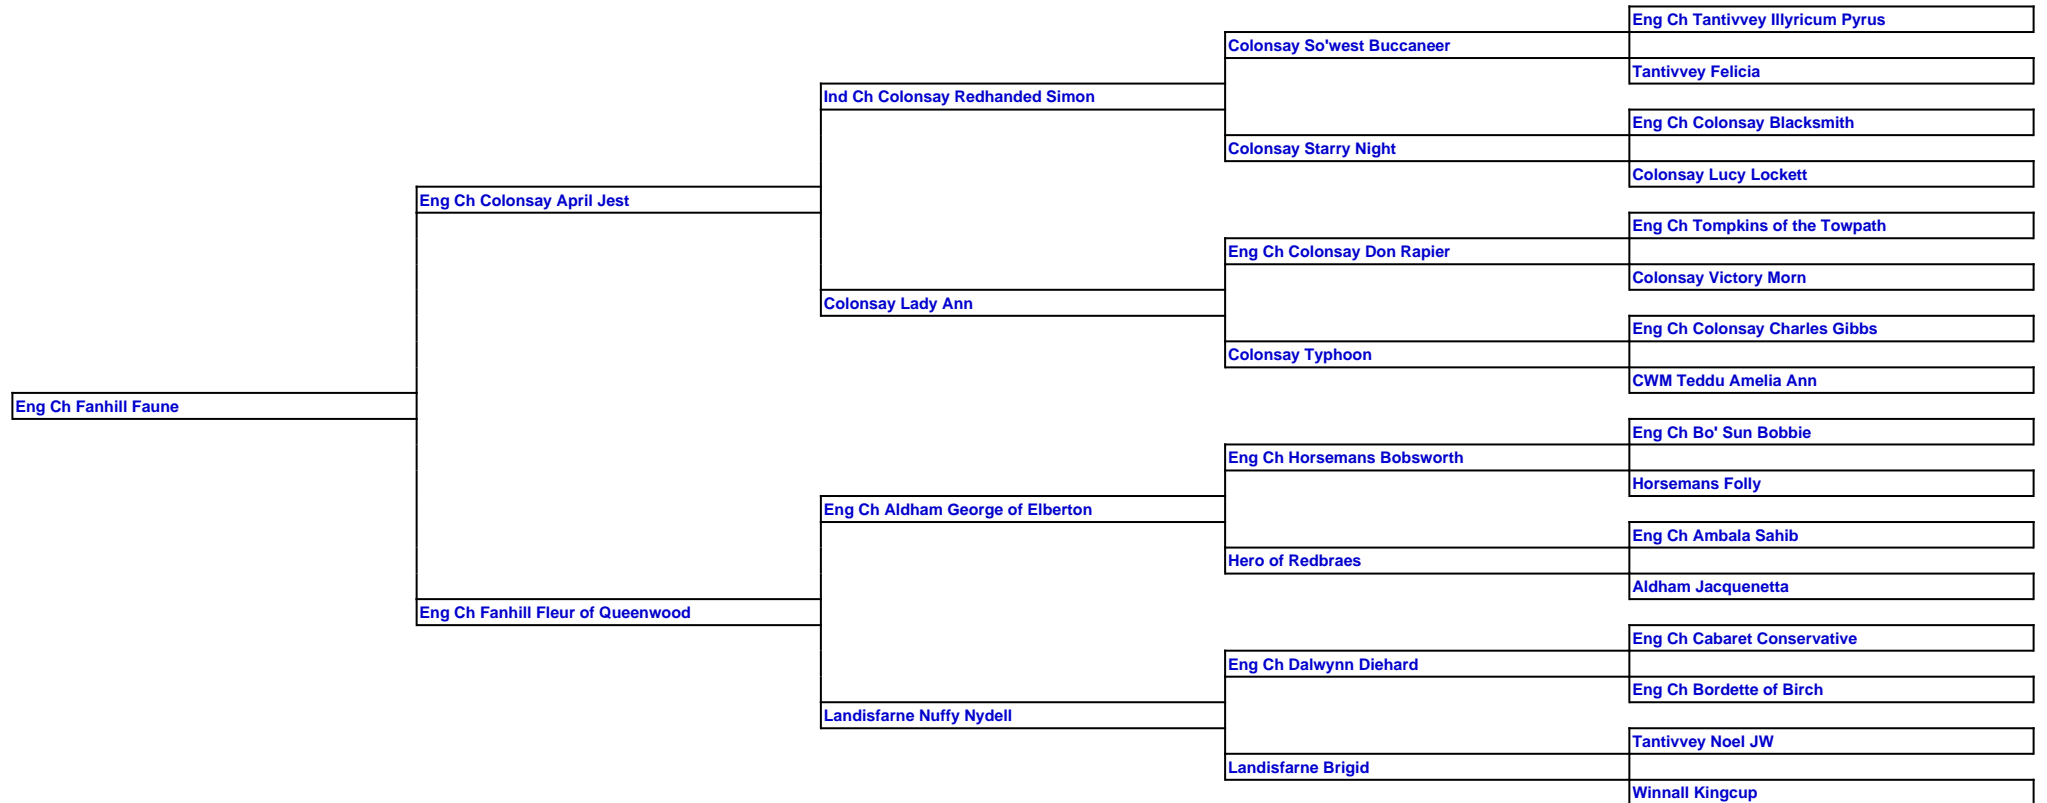 Eng Ch Tantivvey Illyricum Pyrus
Colonsay So'west Buccaneer
Tantivvey Felicia
Ind Ch Colonsay Redhanded Simon
Eng Ch Colonsay Blacksmith
Colonsay Starry Night
Colonsay Lucy Lockett
Eng Ch Colonsay April Jest
Eng Ch Tompkins of the Towpath
Eng Ch Colonsay Don Rapier
Colonsay Victory Morn
Colonsay Lady Ann
Eng Ch Colonsay Charles Gibbs
Colonsay Typhoon
CWM Teddu Amelia Ann
Eng Ch Fanhill Faune
Eng Ch Bo' Sun Bobbie
Eng Ch Horsemans Bobsworth
Horsemans Folly
Eng Ch Aldham George of Elberton
Eng Ch Ambala Sahib
Hero of Redbraes
Aldham Jacquenetta
Eng Ch Fanhill Fleur of Queenwood
Eng Ch Cabaret Conservative
Eng Ch Dalwynn Diehard
Eng Ch Bordette of Birch
Landisfarne Nuffy Nydell
Tantivvey Noel JW
Landisfarne Brigid
Winnall Kingcup